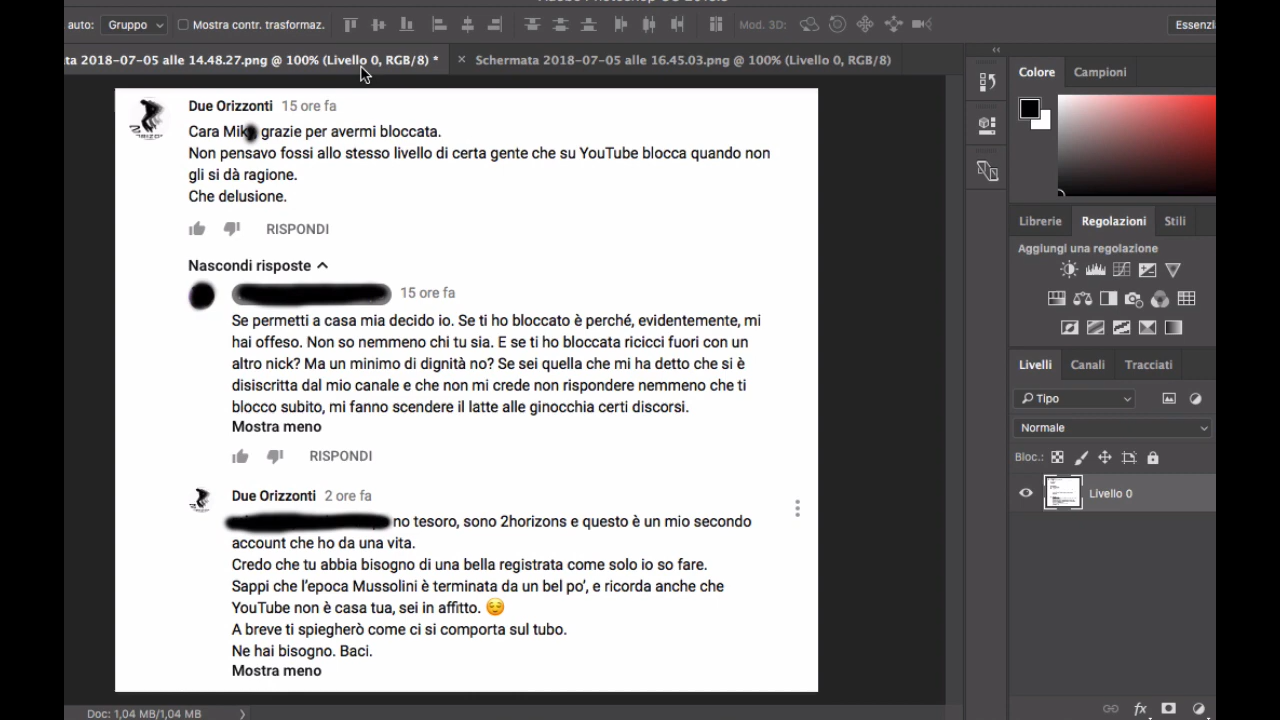 auto:
Gruppo
Mostra contr. trasformaz.
Mod. 3D:
Essenzi
ta 2018-07-05 alle 14.48.27.png @ 100% (Livello 0, RGB/8) *
× Schermata 2018-07-05 alle 16.45.03.png @ 100% (Livello 0, RGB/8)
Due Orizzonti 15 ore fa
Cara Mik grazie per avermi bloccata.
Non pensavo fossi allo stesso livello di certa gente che su YouTube blocca quando non
gli si dà ragione.
Che delusione.
RISPONDI
Nascondi risposte
15 ore fa
Se permetti a casa mia decido io. Se ti ho bloccato è perché, evidentemente, mi
hai offeso. Non so nemmeno chi tu sia. E se ti ho bloccata ricicci fuori con un
altro nick? Ma un minimo di dignità no? Se sei quella che mi ha detto che si è
disiscritta dal mio canale e che non mi crede non rispondere nemmeno che ti
blocco subito, mi fanno scendere il latte alle ginocchia certi discorsi.
Mostra meno
RISPONDI
Due Orizzonti 2 ore fa
no tesoro, sono 2horizons e questo è un mio secondo
account che ho da una vita.
Credo che tu abbia bisogno di una bella registrata come solo io so fare.
Sappi che l'epoca Mussolini è terminata da un bel po', e ricorda anche che
YouTube non è casa tua, sei in affitto. 😌
A breve ti spiegherò come ci si comporta sul tubo.
Ne hai bisogno. Baci.
Mostra meno
Doc: 1,04 MB/1,04 MB
Colore
Campioni
Librerie
Regolazioni
Stili
Aggiungi una regolazione
Livelli
Canali
Tracciati
Tipo
Normale
Bloc.:
Livello 0
fx